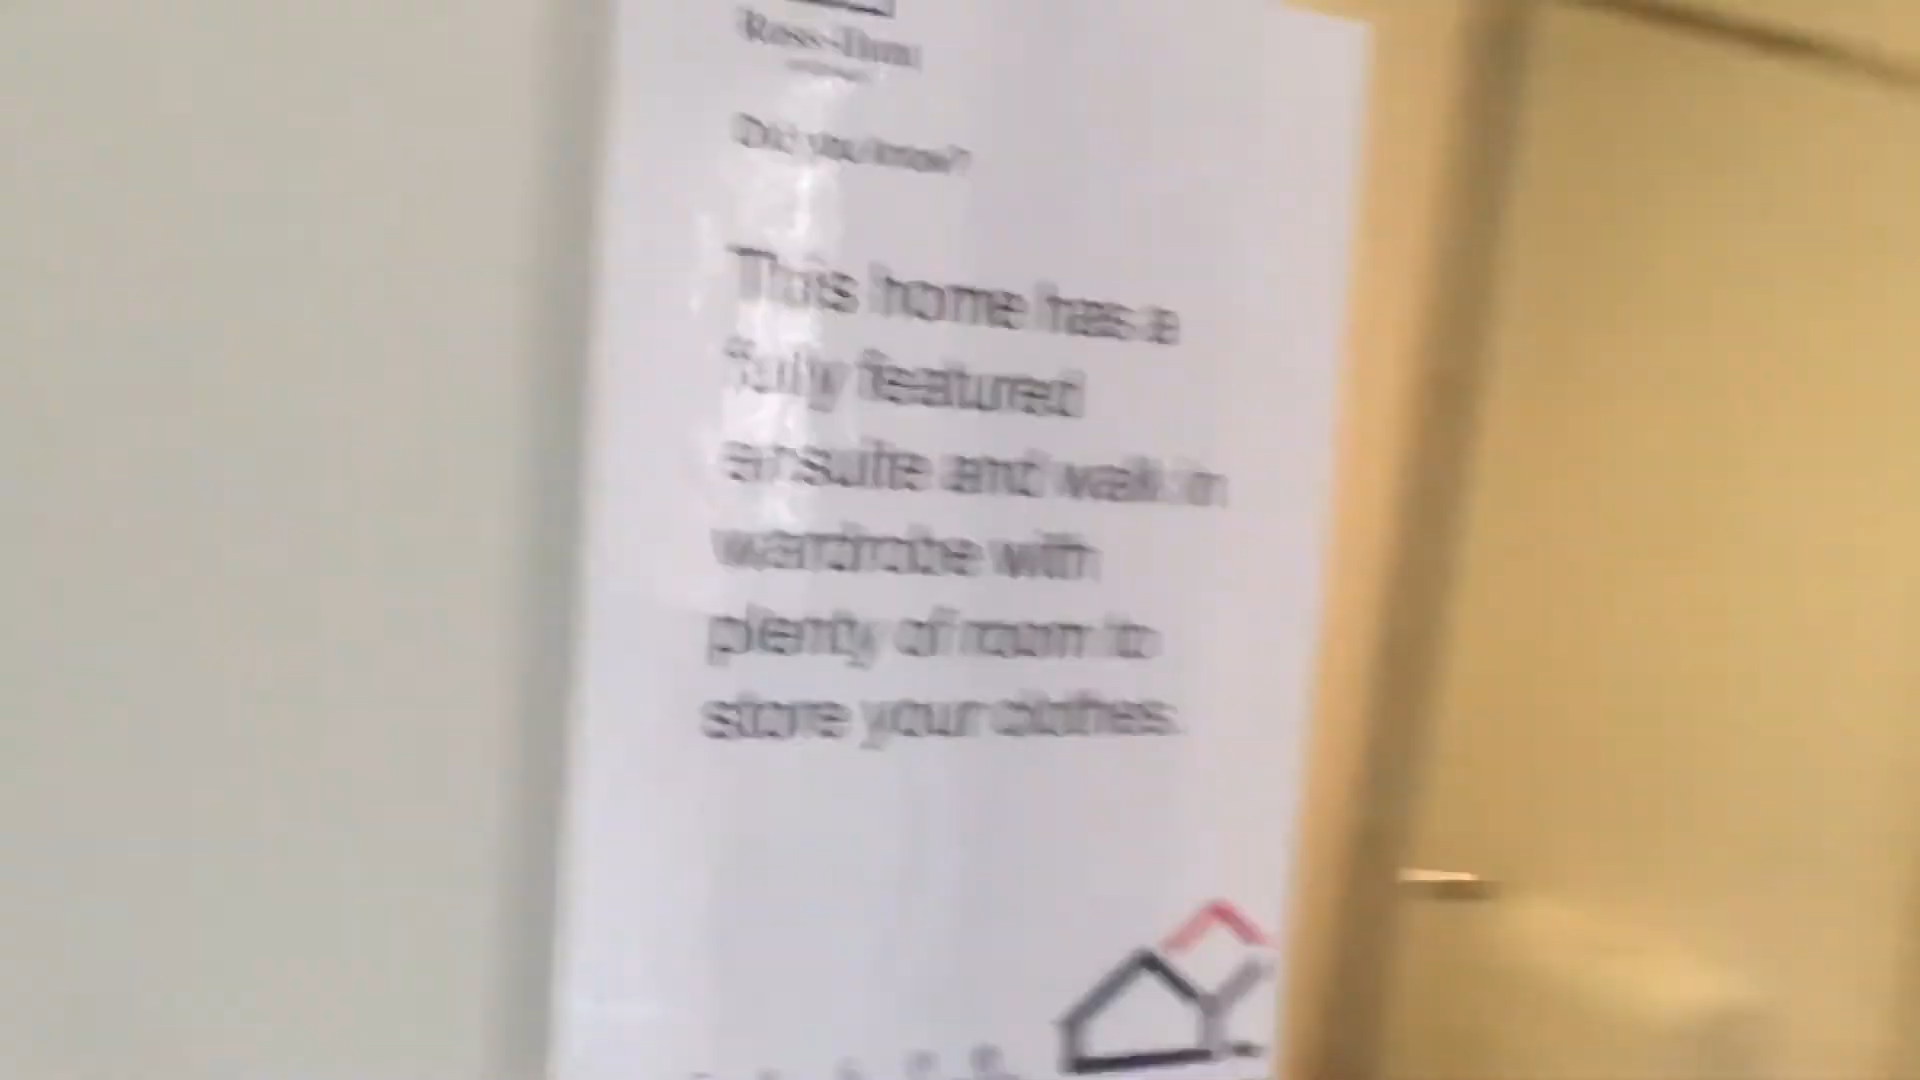 Did you know?
This home has a
fully featured
ensuite and walk in
wardrobe with
plenty of room to
store your clothes.